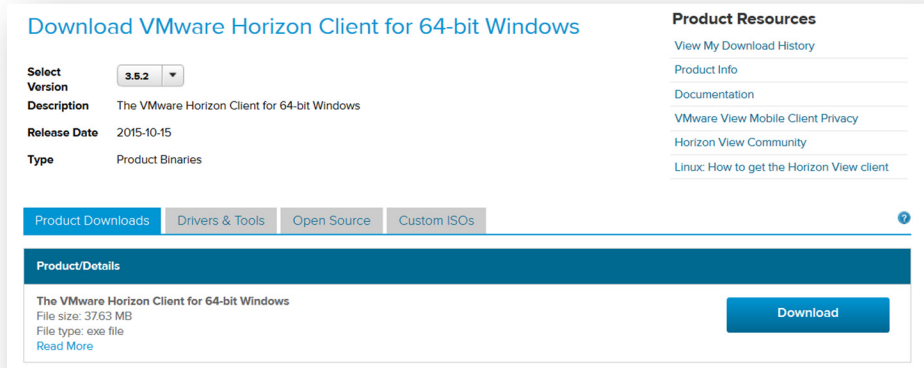 Download VMware Horizon Client for 64-bit Windows
Select
Version
3.5.2
Description The VMware Horizon Client for 64-bit Windows
Release Date 2015-10-15
Type Product Binaries
Product Resources
View My Download History
Product Info
Documentation
VMware View Mobile Client Privacy
Horizon View Community
Linux: How to get the Horizon View client
Product Downloads Drivers & Tools Open Source Custom ISOs ?
Product/Details
The VMware Horizon Client for 64-bit Windows
File size: 37.63 MB
File type: exe file
Read More
Download